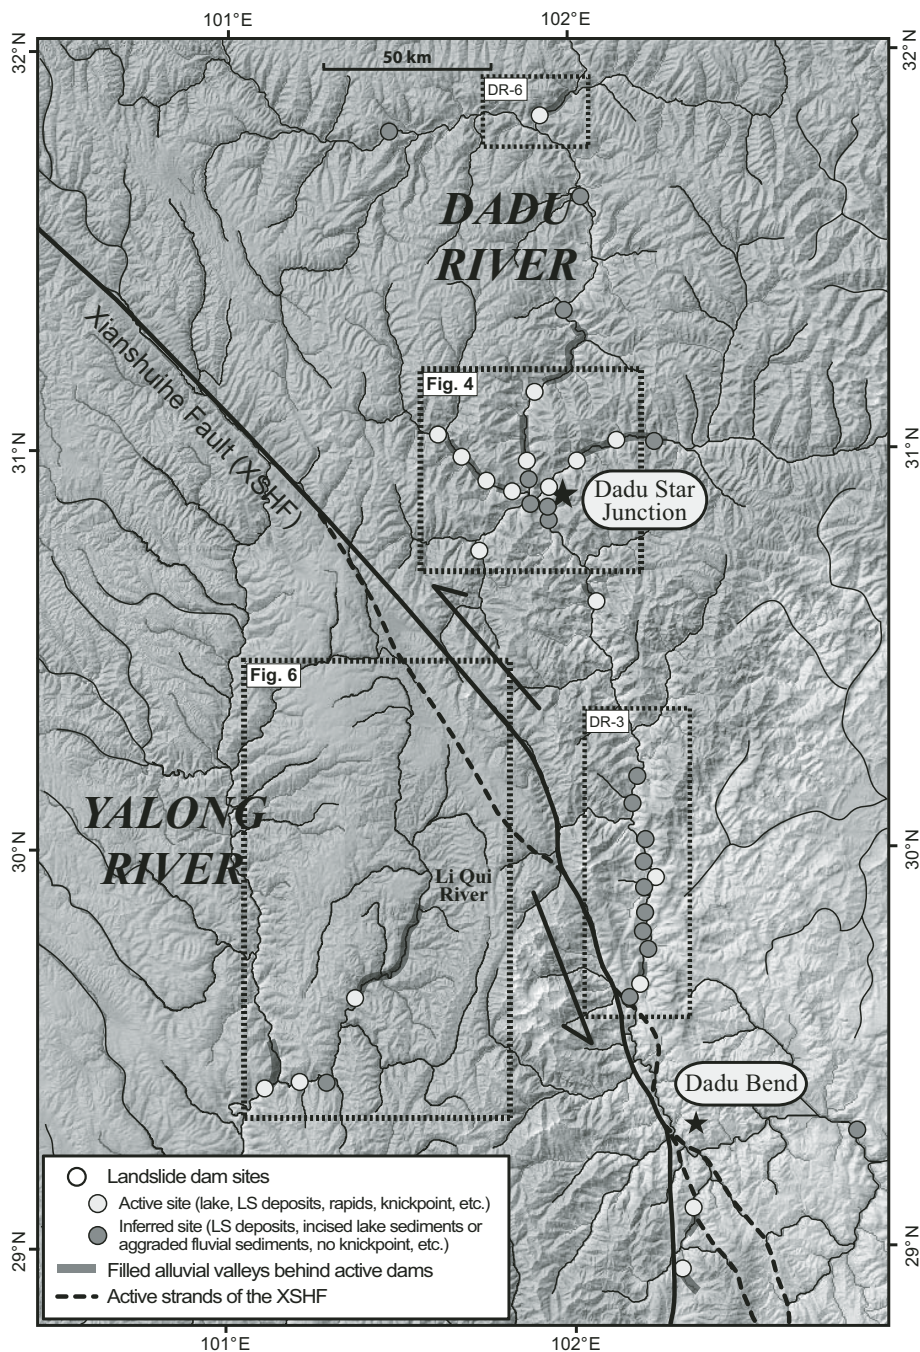 101°E
102°E
32°N
32°N
50 km
DR-6
DADU
RIVER
Xianshuihe Fault (XSHF)
Fig. 4
31°N
31°N
Dadu Star
Junction
Fig. 6
DR-3
YALONG
RIVER
30°N
30°N
Li Qui
River
Dadu Bend
Landslide dam sites
Active site (lake, LS deposits, rapids, knickpoint, etc.)
Inferred site (LS deposits, incised lake sediments or
aggraded fluvial sediments, no knickpoint, etc.)
Filled alluvial valleys behind active dams
Active strands of the XSHF
29°N
29°N
101°E
102°E